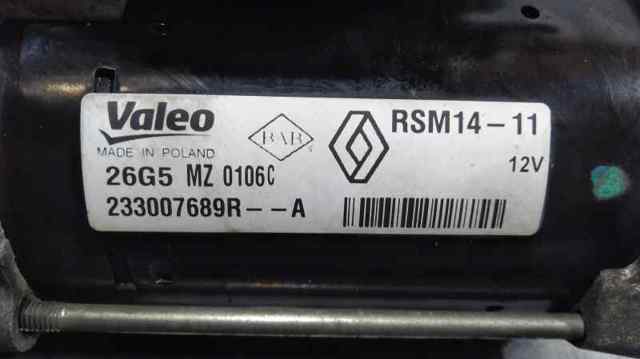 Valeo
MADE IN POLAND
BAB
RSM14-11
12V
26G5 MZ 0106C
233007689R--A